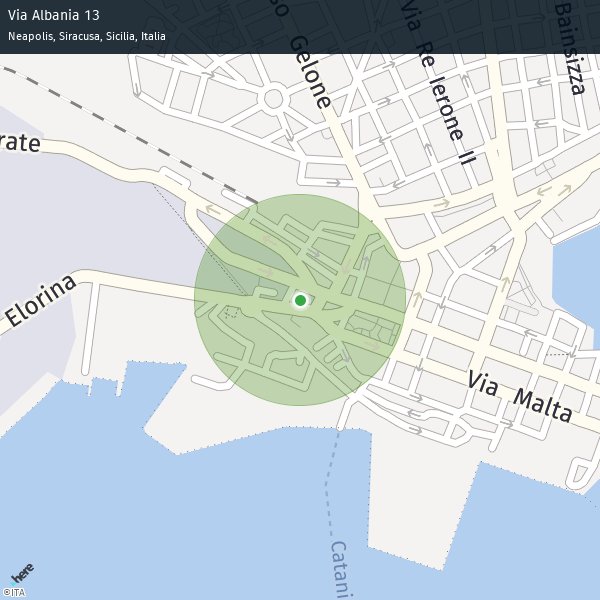 Via Albania 13
Neapolis, Siracusa, Sicilia, Italia
so Gelone
Via Re Ierone II
Bainsizza
rate
Elorina
Via Malta
Catani
here
©ITA